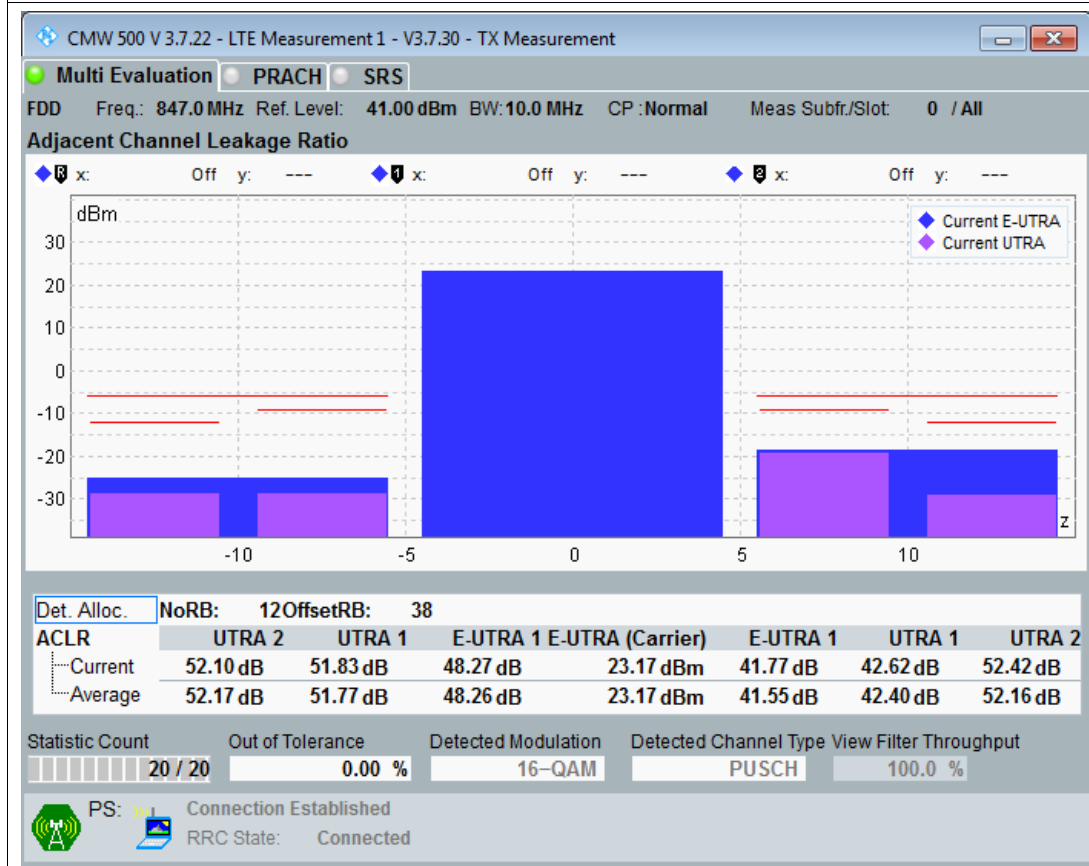 CMW 500 V 3.7.22 - LTE Measurement 1 - V3.7.30 - TX Measurement
Multi Evaluation PRACH SRS
FDD Freq.: 847.0 MHz Ref. Level: 41.00 dBm BW: 10.0 MHz CP : Normal Meas Subfr./Slot: 0 / All
Adjacent Channel Leakage Ratio
R x: Off y: --- 1 x: Off y: --- 2 x: Off y: ---
dBm
Current E-UTRA
Current UTRA
30
20
10
0
-10
-20
-30
z
-10 -5 0 5 10
Det. Alloc. NoRB: 12 OffsetRB: 38
ACLR UTRA 2 UTRA 1 E-UTRA 1 E-UTRA (Carrier) E-UTRA 1 UTRA 1 UTRA 2
Current 52.10 dB 51.83 dB 48.27 dB 23.17 dBm 41.77 dB 42.62 dB 52.42 dB
Average 52.17 dB 51.77 dB 48.26 dB 23.17 dBm 41.55 dB 42.40 dB 52.16 dB
Statistic Count Out of Tolerance Detected Modulation Detected Channel Type View Filter Throughput
20 / 20 0.00 % 16-QAM PUSCH 100.0 %
PS: Connection Established
RRC State: Connected